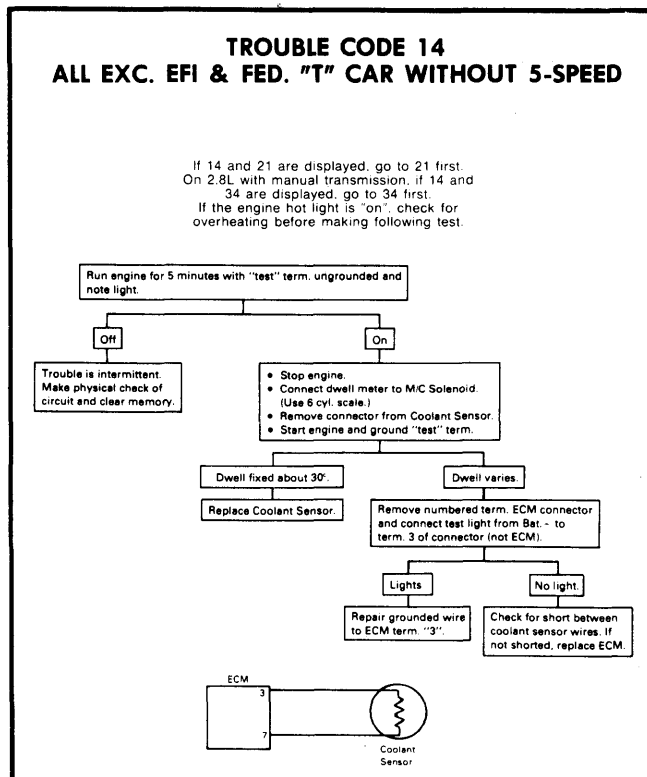 TROUBLE CODE 14
ALL EXC. EFI & FED. "T" CAR WITHOUT 5-SPEED
If 14 and 21 are displayed, go to 21 first.
On 2.8L with manual transmission, if 14 and
34 are displayed, go to 34 first.
If the engine hot light is "on", check for
overheating before making following test.
Run engine for 5 minutes with "test" term. ungrounded and
note light.
Off
On
Trouble is intermittent.
Make physical check of
circuit and clear memory.
• Stop engine.
• Connect dwell meter to M/C Solenoid.
(Use 6 cyl. scale.)
• Remove connector from Coolant Sensor.
• Start engine and ground "test" term.
Dwell fixed about 30°.
Dwell varies.
Replace Coolant Sensor.
Remove numbered term. ECM connector
and connect test light from Bat. - to
term. 3 of connector (not ECM).
Lights
No light.
Repair grounded wire
to ECM term. "3".
Check for short between
coolant sensor wires. If
not shorted, replace ECM.
ECM
3
7
Coolant
Sensor